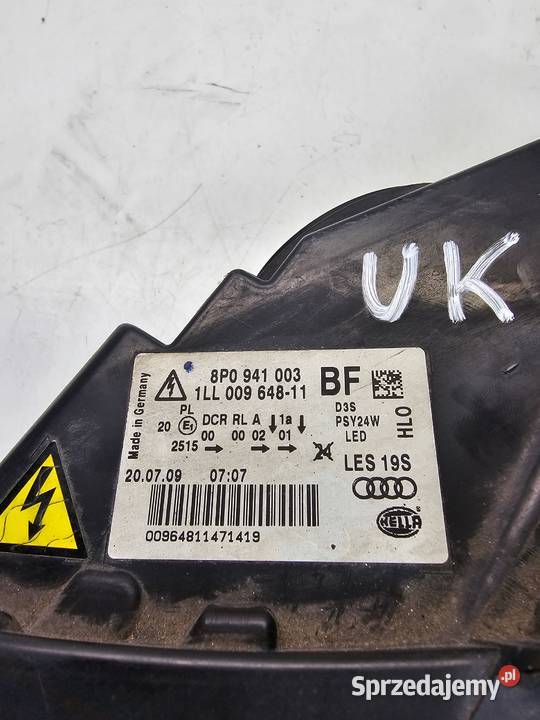 UK
Made in Germany
8P0 941 003 BF
1LL 009 648-11
D3S
PSY24W
LED
HLO
PL
20 E1 DCR RL A 1a
00 00 02 01
2515 24
LES 19S
20.07.09 07:07
00964811471419
HELLA
Sprzedajemy.pl